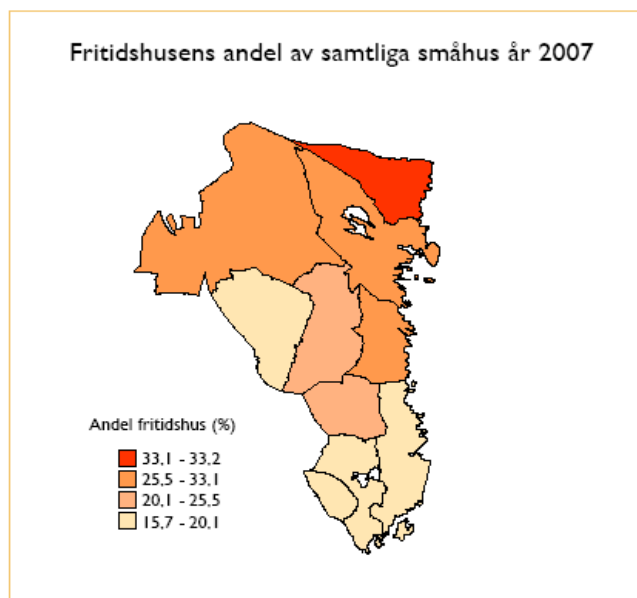 Fritidshusens andel av samtliga småhus år 2007
Andel fritidshus (%)
33,1 - 33,2
25,5 - 33,1
20,1 - 25,5
15,7 - 20,1